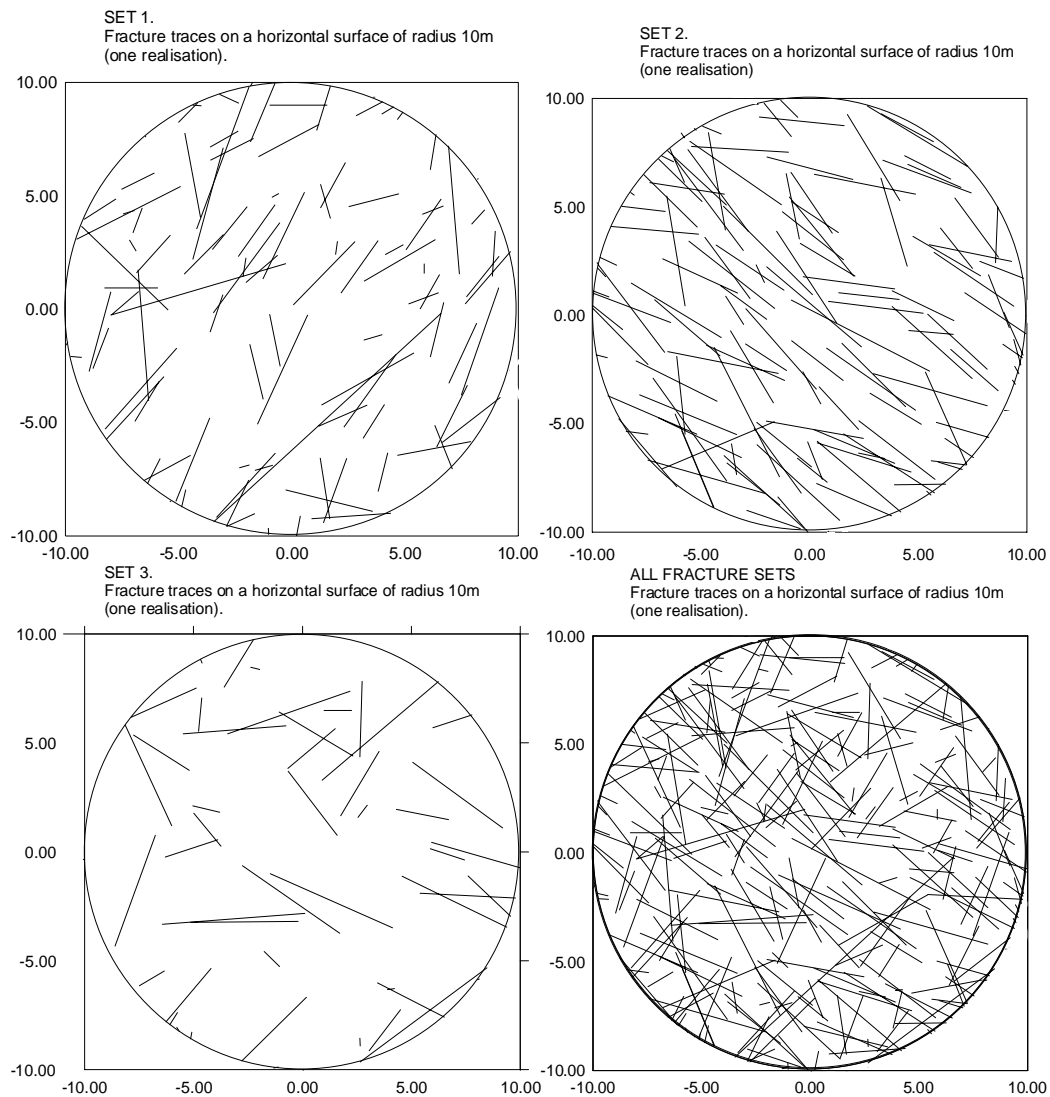 SET 1.
Fracture traces on a horizontal surface of radius 10m
(one realisation).
10.00
5.00
0.00
-5.00
-10.00
-10.00 -5.00 0.00 5.00 10.00
SET 2.
Fracture traces on a horizontal surface of radius 10m
(one realisation)
10.00
5.00
0.00
-5.00
-10.00
-10.00 -5.00 0.00 5.00 10.00
SET 3.
Fracture traces on a horizontal surface of radius 10m
(one realisation).
10.00
5.00
0.00
-5.00
-10.00
-10.00 -5.00 0.00 5.00 10.00
ALL FRACTURE SETS
Fracture traces on a horizontal surface of radius 10m
(one realisation).
10.00
5.00
0.00
-5.00
-10.00
-10.00 -5.00 0.00 5.00 10.00